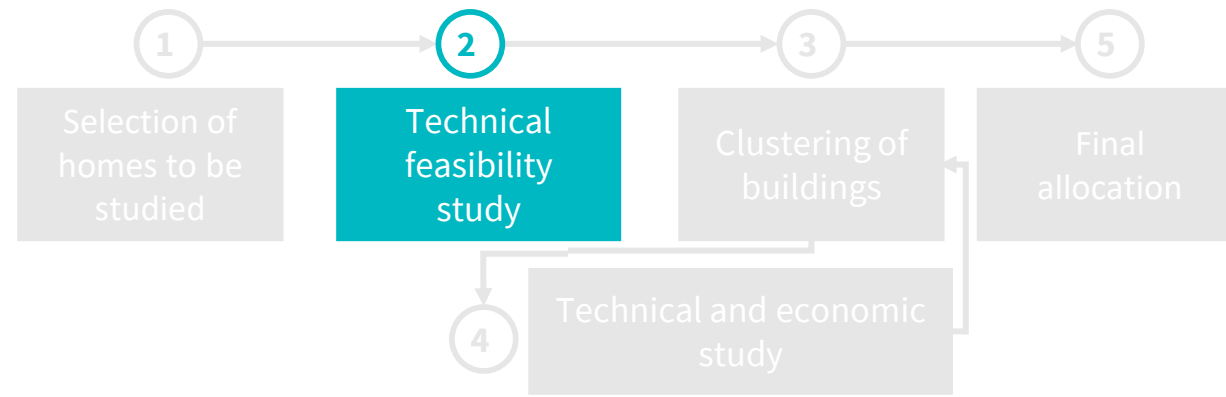 1
Selection of
homes to be
studied
2
Technical
feasibility
study
3
Clustering of
buildings
5
Final
allocation
4
Technical and economic
study